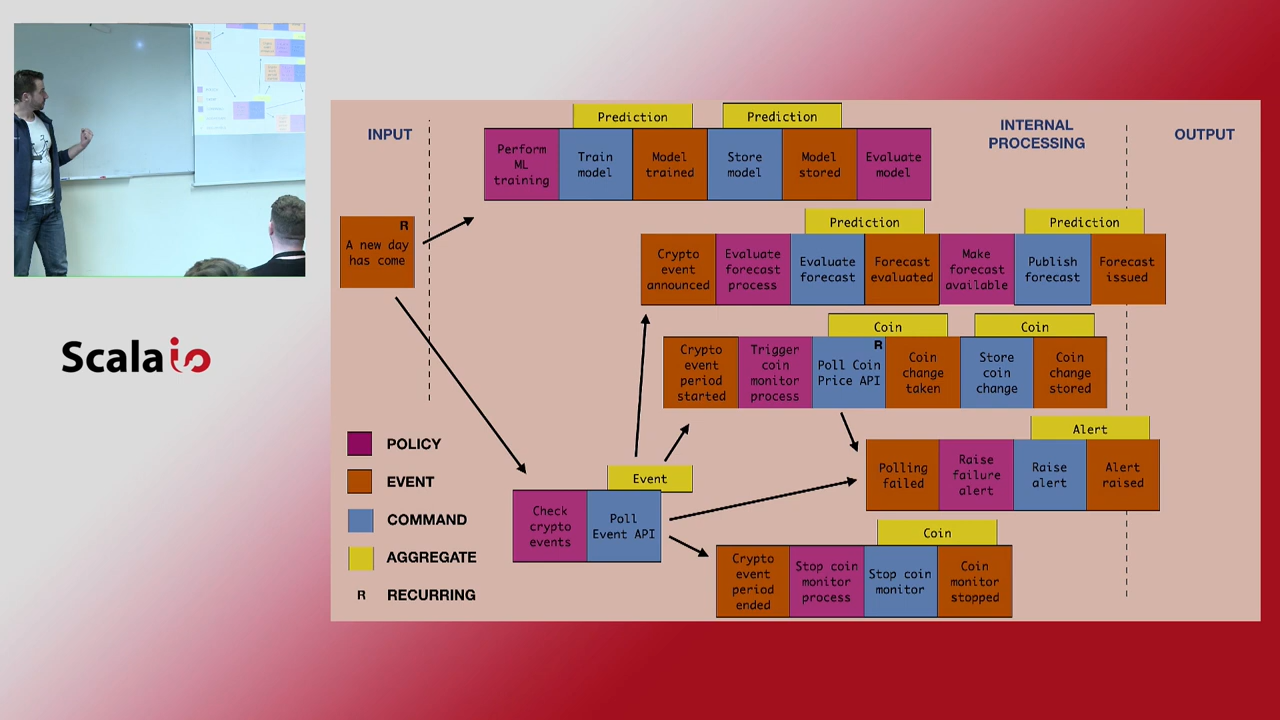 INPUT
INTERNAL
PROCESSING
OUTPUT
Prediction
Prediction
Perform
ML
training
Train
model
Model
trained
Store
model
Model
stored
Evaluate
model
R
A new day
has come
Prediction
Prediction
Crypto
event
announced
Evaluate
forecast
process
Evaluate
forecast
Forecast
evaluated
Make
forecast
available
Publish
forecast
Forecast
issued
Coin
Coin
Crypto
event
period
started
Trigger
coin
monitor
process
R
Poll Coin
Price API
Coin
change
taken
Store
coin
change
Coin
change
stored
Alert
Polling
failed
Raise
failure
alert
Raise
alert
Alert
raised
Event
Check
crypto
events
Poll
Event API
Coin
Crypto
event
period
ended
Stop coin
monitor
process
Stop coin
monitor
Coin
monitor
stopped
POLICY
EVENT
COMMAND
AGGREGATE
R RECURRING
Scala io